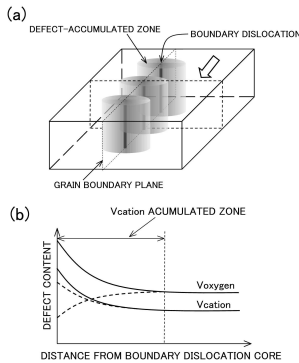 (a)
DEFECT-ACCUMULATED ZONE
BOUNDARY DISLOCATION
GRAIN BOUNDARY PLANE
(b)
Vcation ACUMULATED ZONE
DEFECT CONTENT
Voxygen
Vcation
DISTANCE FROM BOUNDARY DISLOCATION CORE